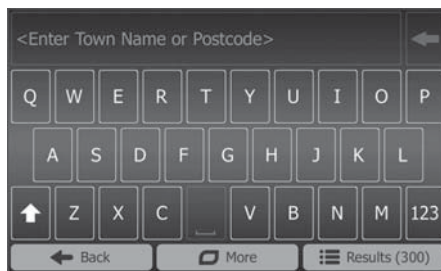 <Enter Town Name or Postcode>
Q W E R T Y U I O P
A S D F G H J K L
Z X C V B N M 123
Back More Results (300)